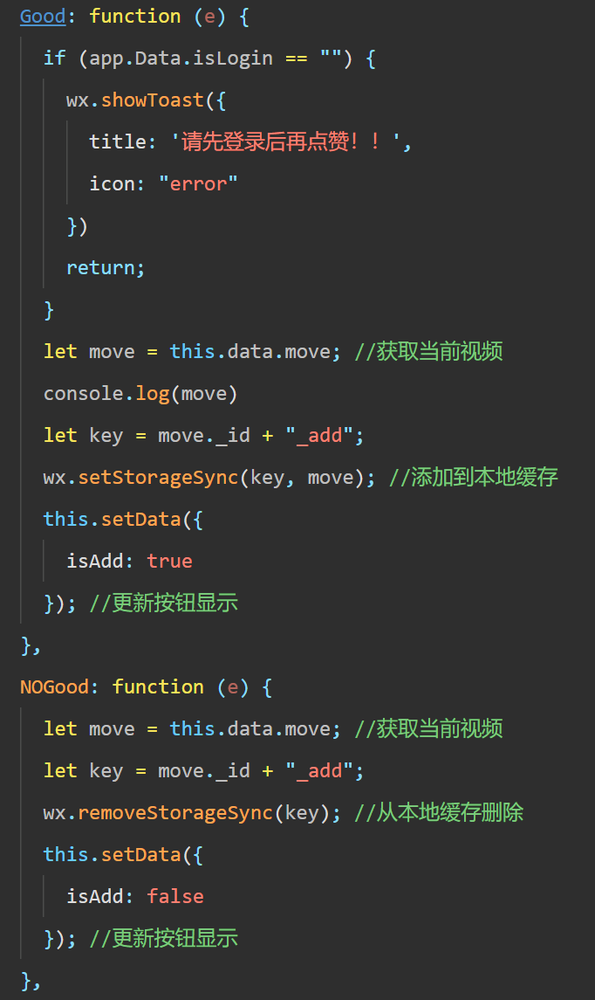 Good: function (e) {
  if (app.Data.isLogin == "") {
    wx.showToast({
      title: '请先登录后再点赞！！',
      icon: "error"
    })
    return;
  }
  let move = this.data.move; //获取当前视频
  console.log(move)
  let key = move._id + "_add";
  wx.setStorageSync(key, move); //添加到本地缓存
  this.setData({
    isAdd: true
  }); //更新按钮显示
},
NOGood: function (e) {
  let move = this.data.move; //获取当前视频
  let key = move._id + "_add";
  wx.removeStorageSync(key); //从本地缓存删除
  this.setData({
    isAdd: false
  }); //更新按钮显示
},